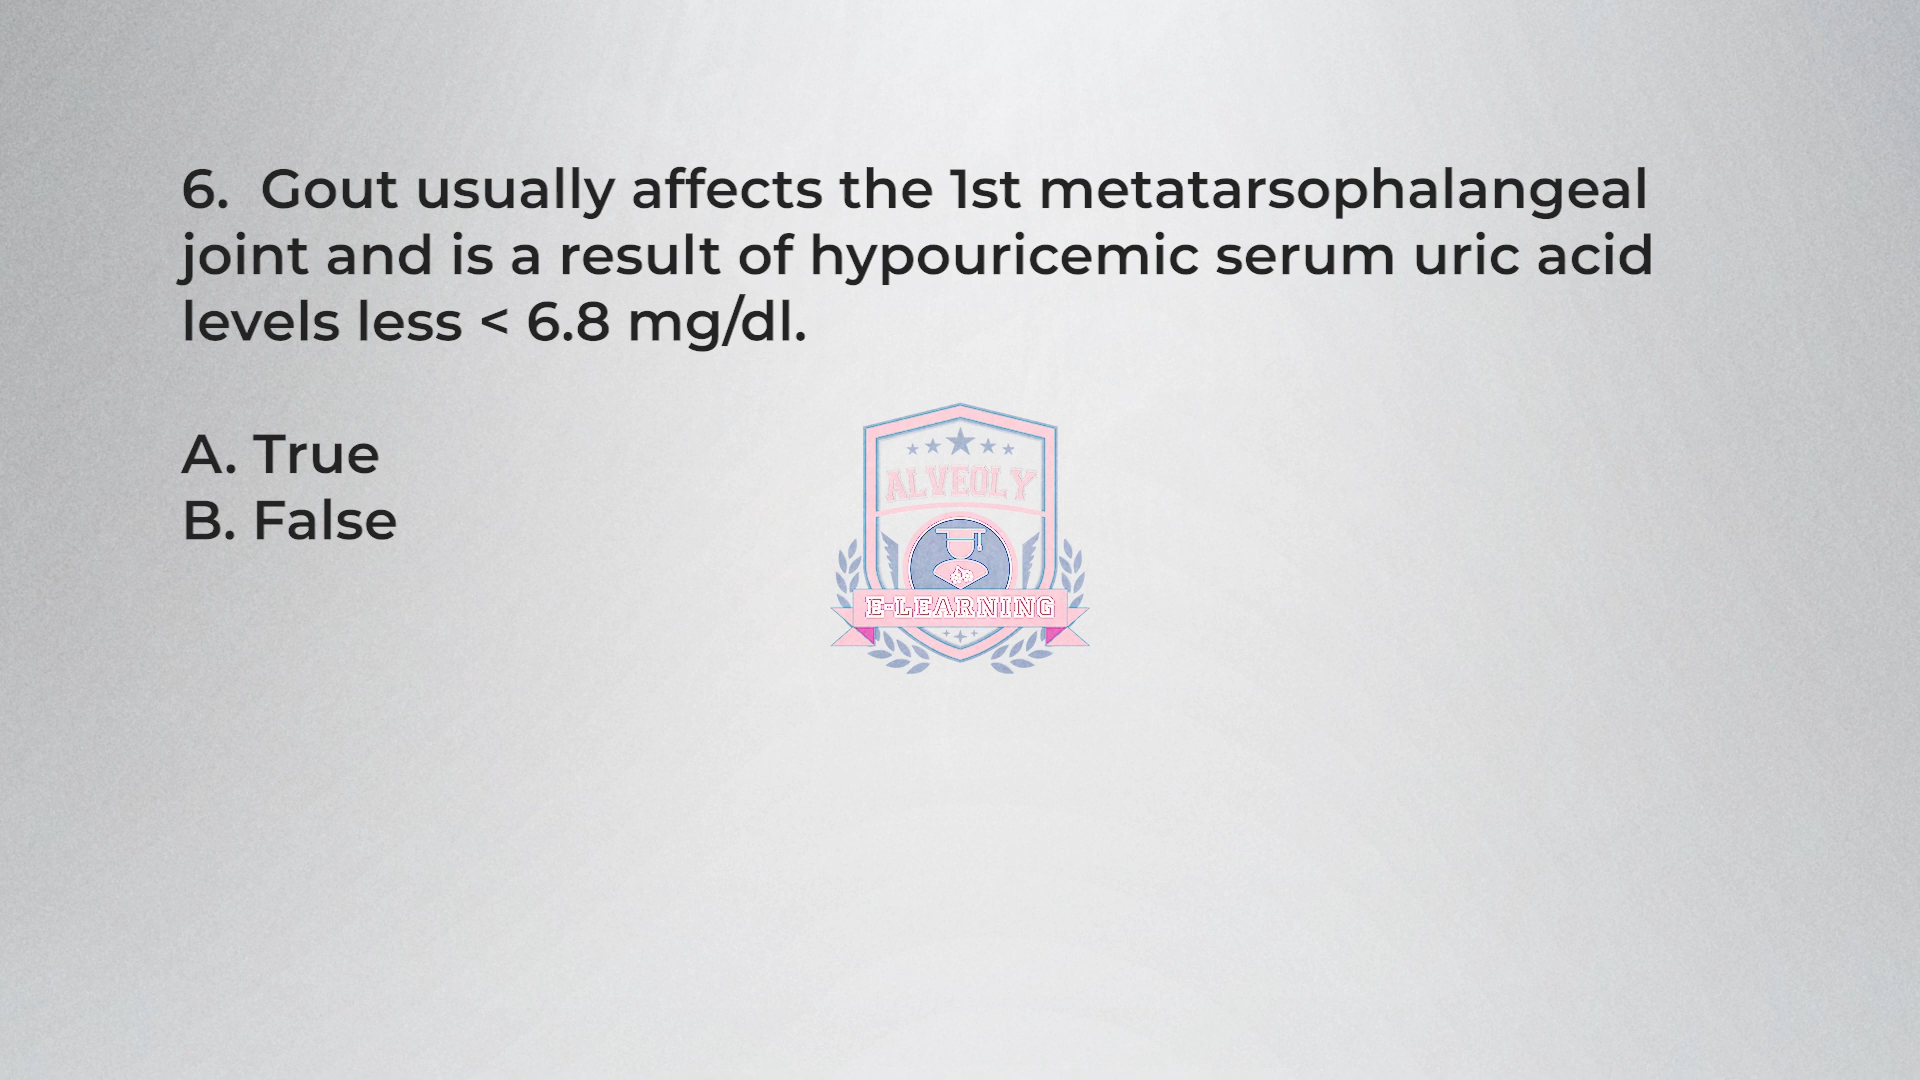 6.  Gout usually affects the 1st metatarsophalangeal
joint and is a result of hypouricemic serum uric acid
levels less < 6.8 mg/dl.
A. True
B. False
ALVEOLY
E-LEARNING